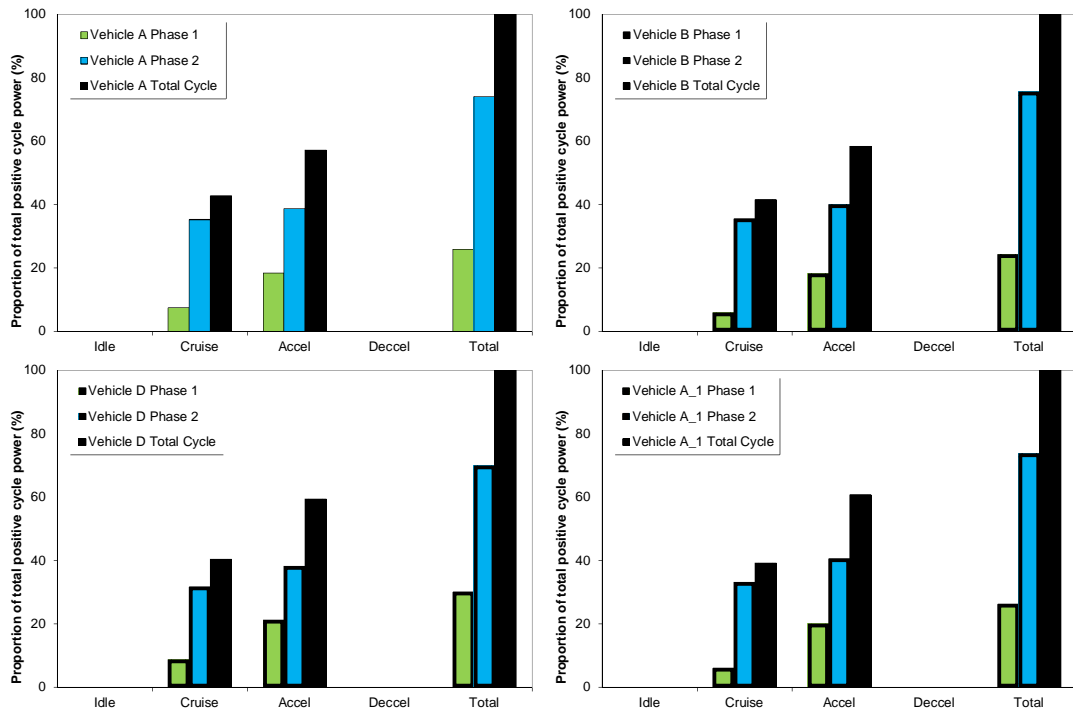 Proportion of total positive cycle power (%)
100
80
60
40
20
0
Vehicle A Phase 1
Vehicle A Phase 2
Vehicle A Total Cycle
Idle Cruise Accel Deccel Total
Proportion of total positive cycle power (%)
100
80
60
40
20
0
Vehicle B Phase 1
Vehicle B Phase 2
Vehicle B Total Cycle
Idle Cruise Accel Deccel Total
Proportion of total positive cycle power (%)
100
80
60
40
20
0
Vehicle D Phase 1
Vehicle D Phase 2
Vehicle D Total Cycle
Idle Cruise Accel Deccel Total
Proportion of total positive cycle power (%)
100
80
60
40
20
0
Vehicle A_1 Phase 1
Vehicle A_1 Phase 2
Vehicle A_1 Total Cycle
Idle Cruise Accel Deccel Total